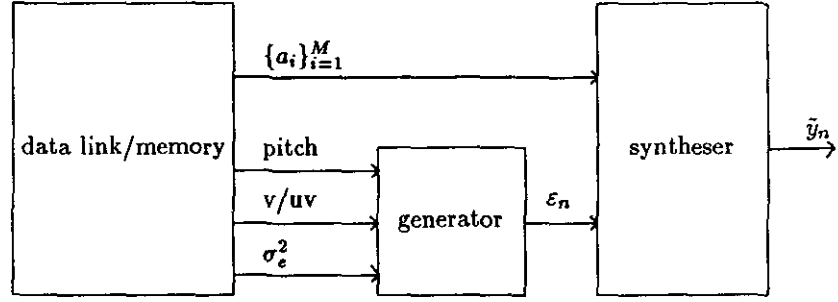 {a_i}_{i=1}^M
data link/memory
pitch
v/uv
σ_e^2
generator
ε_n
syntheser
ỹ_n